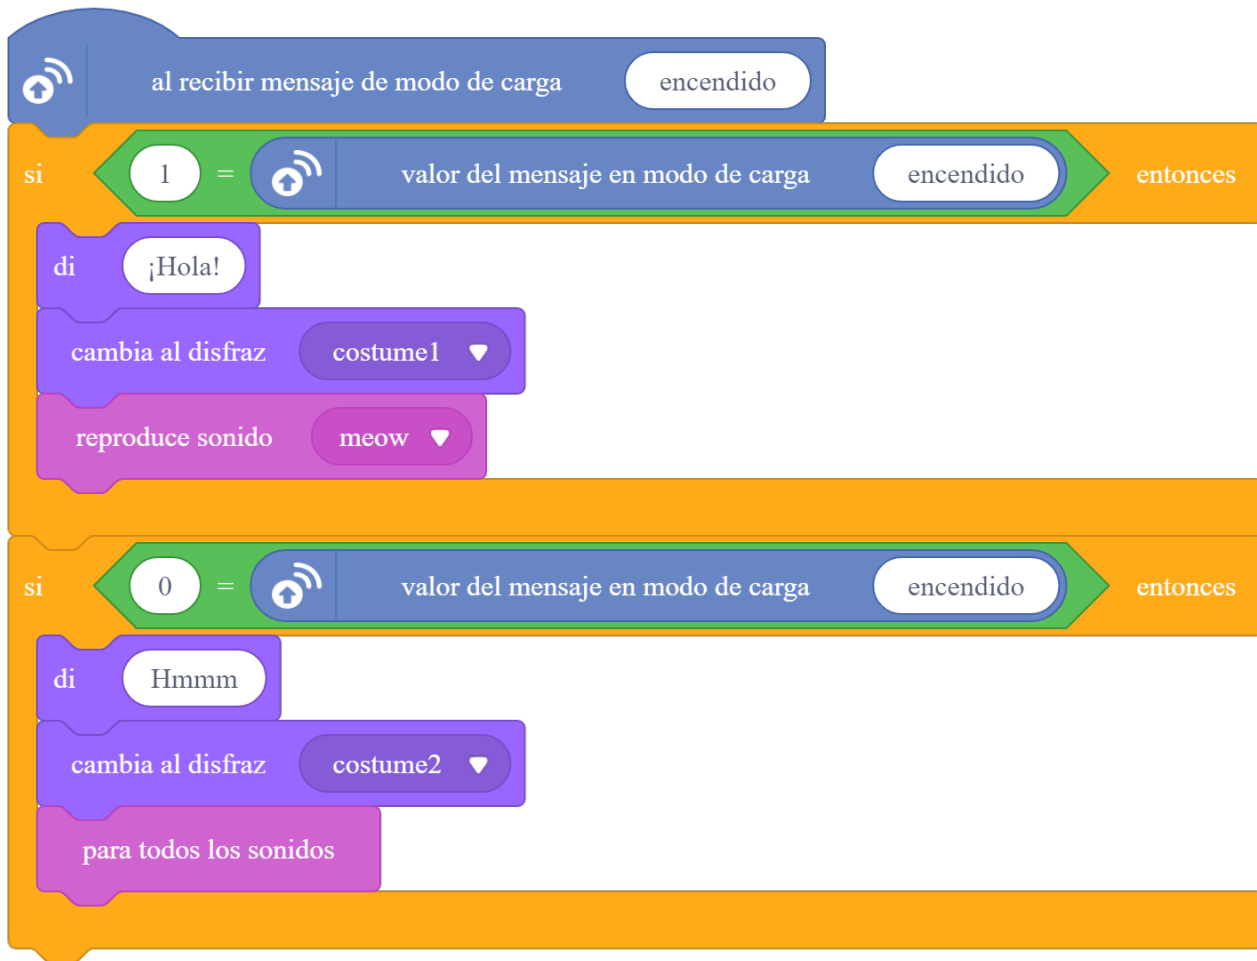 al recibir mensaje de modo de carga encendido
si 1 = valor del mensaje en modo de carga encendido entonces
di ¡Hola!
cambia al disfraz costume1
reproduce sonido meow
si 0 = valor del mensaje en modo de carga encendido entonces
di Hmmm
cambia al disfraz costume2
para todos los sonidos